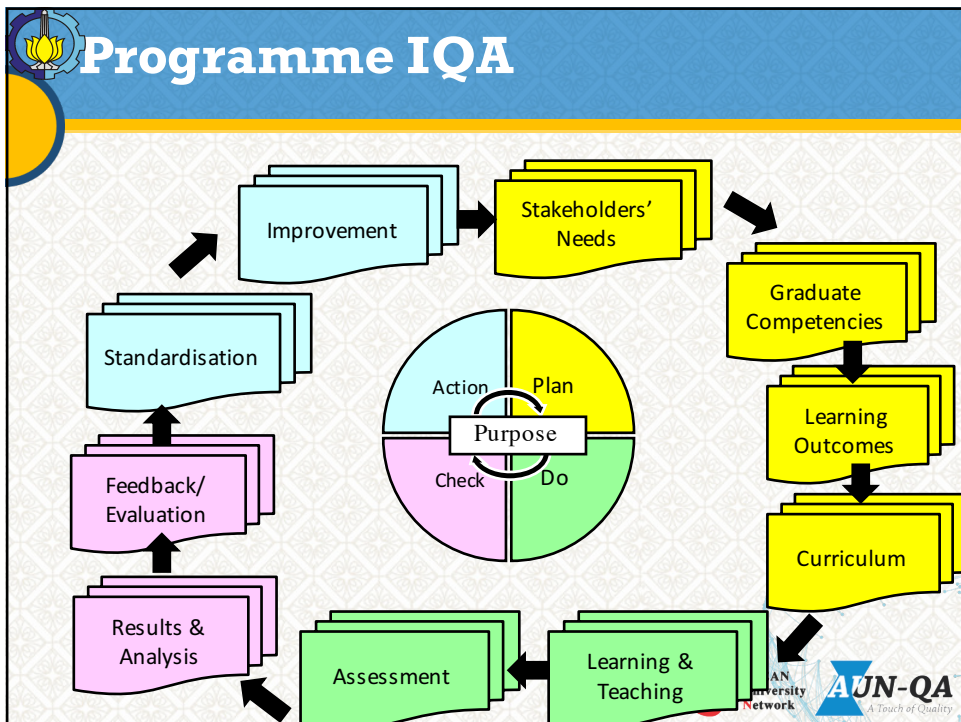 Programme IQA
Improvement
Stakeholders’
Needs
Graduate
Competencies
Learning
Outcomes
Curriculum
Learning &
Teaching
Assessment
Results &
Analysis
Feedback/
Evaluation
Standardisation
Action
Plan
Purpose
Check
Do
Network
AUN-QA
A Touch of Quality